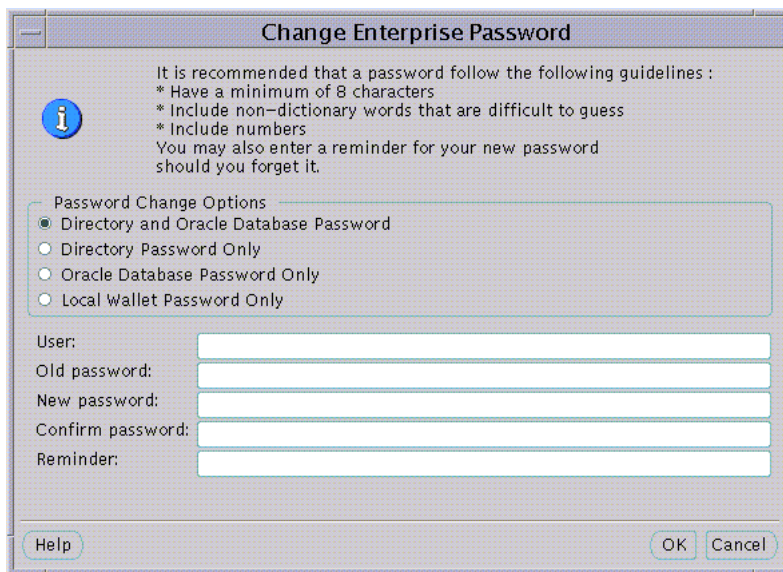 Change Enterprise Password
It is recommended that a password follow the following guidelines :
* Have a minimum of 8 characters
* Include non-dictionary words that are difficult to guess
* Include numbers
You may also enter a reminder for your new password
should you forget it.
Password Change Options
Directory and Oracle Database Password
Directory Password Only
Oracle Database Password Only
Local Wallet Password Only
User:
Old password:
New password:
Confirm password:
Reminder:
Help
OK
Cancel